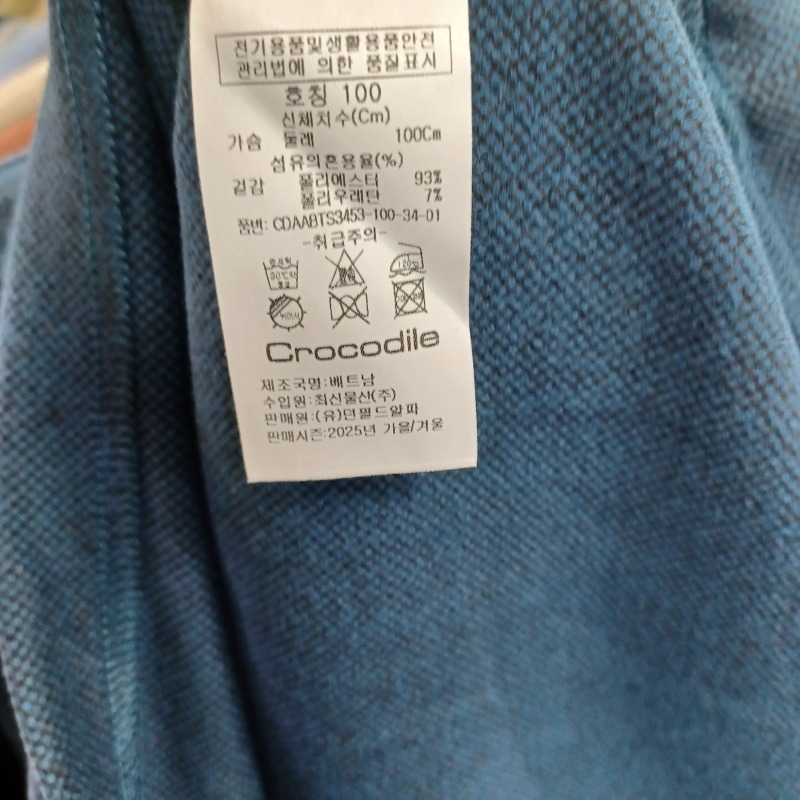 전기용품및생활용품안전
관리법에 의한 품질표시
호칭 100
신체치수(Cm)
가슴 둘레 100Cm
섬유의혼용율(%)
겉감 폴리에스터 93%
폴리우레탄 7%
품번: CDAABTS3453-100-34-01
-취급주의-
30℃
120℃
Crocodile
제조국명:베트남
수입원:최신물산(주)
판매원:(유)던필드알파
판매시즌:2025년 가을/겨울